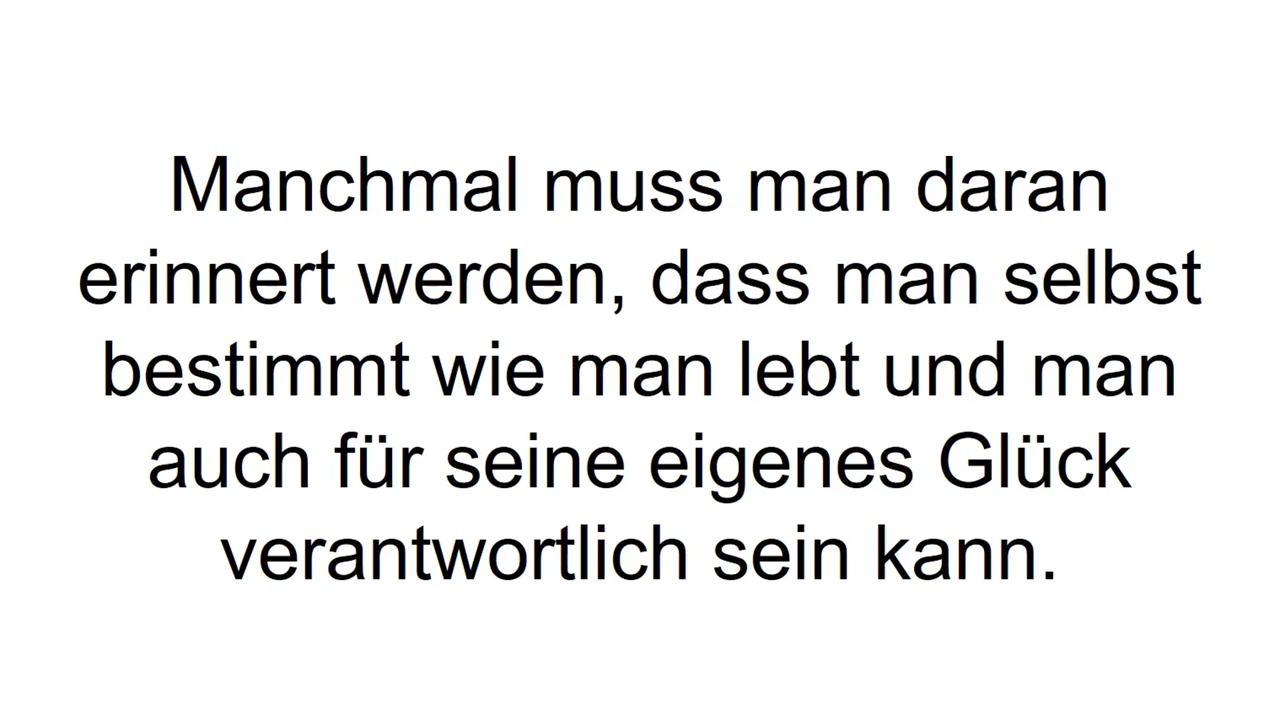 Manchmal muss man daran
erinnert werden, dass man selbst
bestimmt wie man lebt und man
auch für seine eigenes Glück
verantwortlich sein kann.